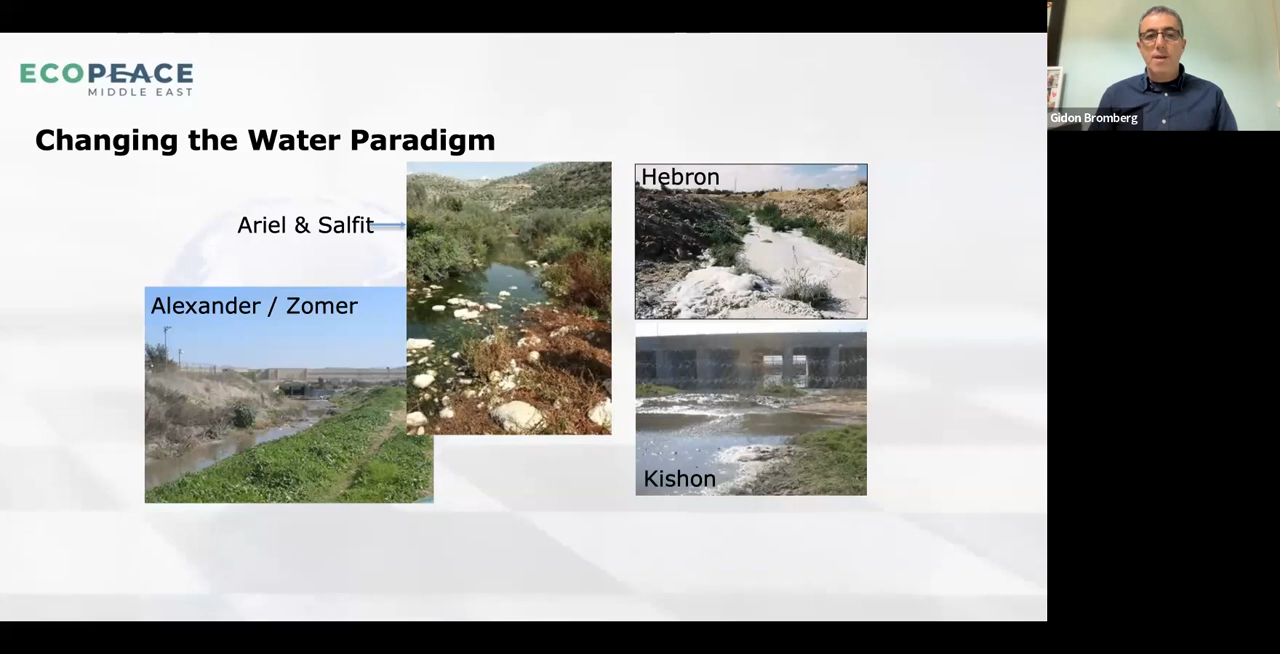 ECOPEACE
MIDDLE EAST
Gidon Bromberg
Changing the Water Paradigm
Hebron
Ariel & Salfit
Alexander / Zomer
Kishon